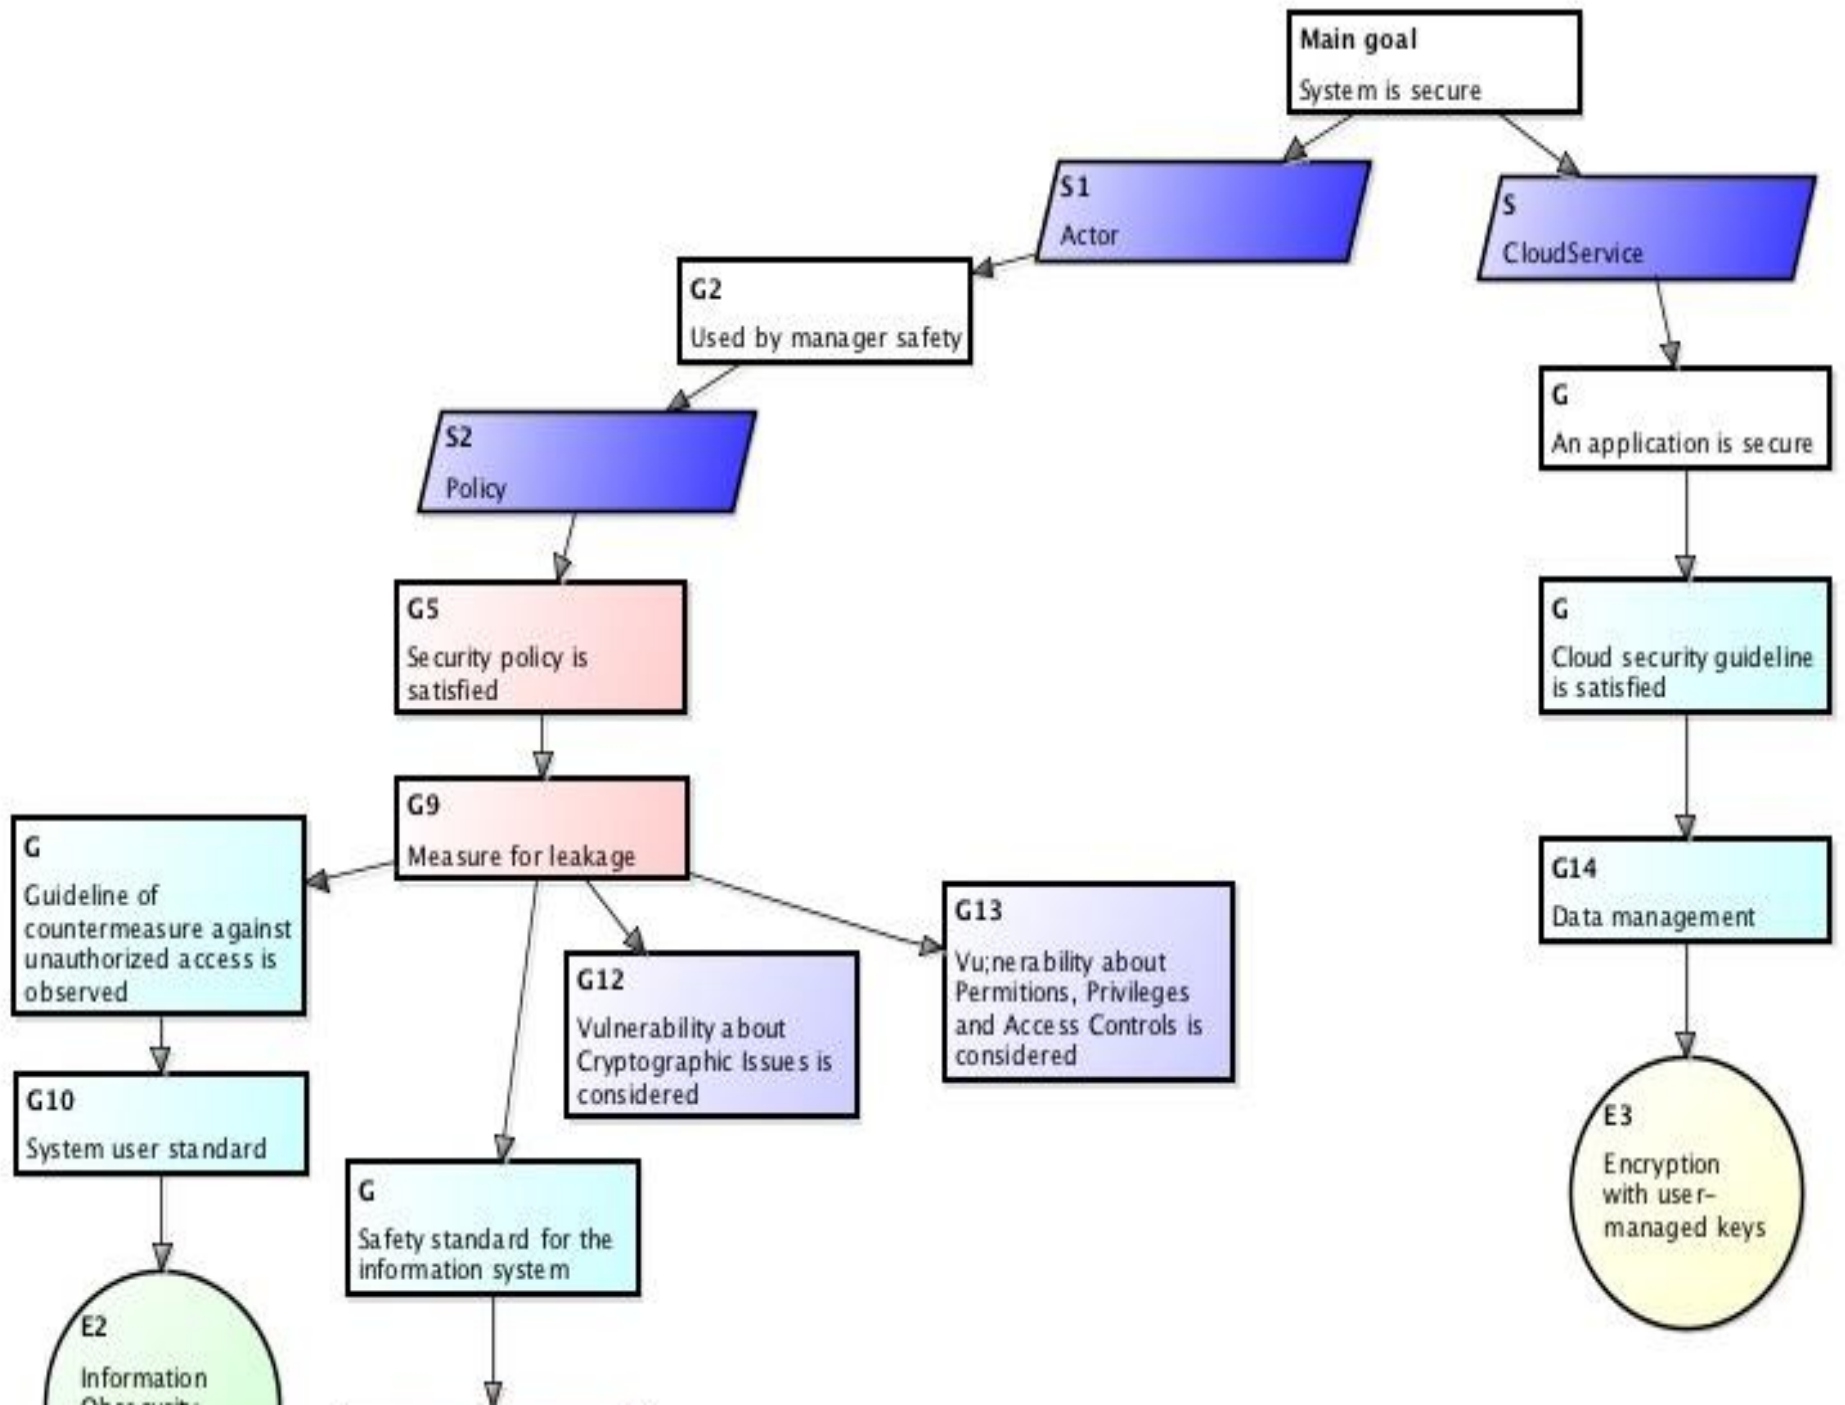 Main goal
System is secure
S1
Actor
S
CloudService
G2
Used by manager safety
G
An application is secure
S2
Policy
G5
Security policy is
satisfied
G
Cloud security guideline
is satisfied
G9
Measure for leakage
G
Guideline of
countermeasure against
unauthorized access is
observed
G13
Vu;nerability about
Permitions, Privileges
and Access Controls is
considered
G14
Data management
G12
Vulnerability about
Cryptographic Issues is
considered
G10
System user standard
E3
Encryption
with user-
managed keys
G
Safety standard for the
information system
E2
Information